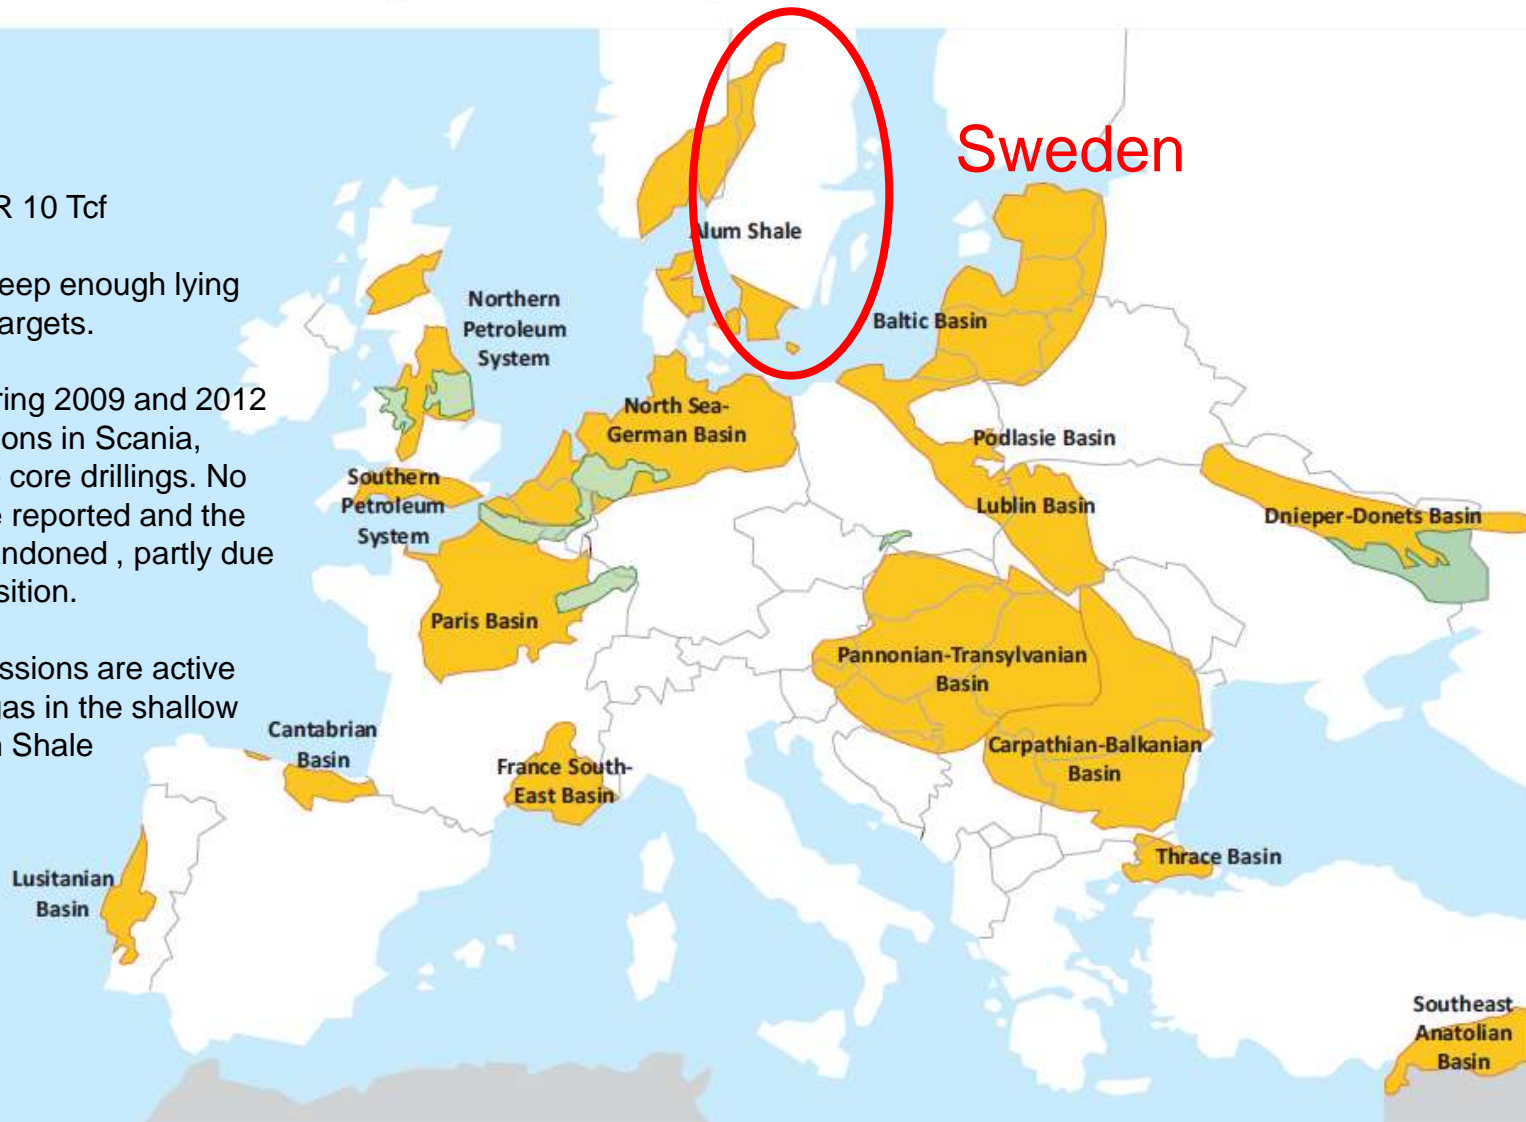 Sweden
R 10 Tcf
eep enough lying
argets.
ring 2009 and 2012
ions in Scania,
core drillings. No
e reported and the
andoned , partly due
sition.
ssions are active
gas in the shallow
n Shale
Alum Shale
Northern
Petroleum
System
Baltic Basin
North Sea-
German Basin
Podlasie Basin
Southern
Petroleum
System
Lublin Basin
Dnieper-Donets Basin
Paris Basin
Pannonian-Transylvanian
Basin
Cantabrian
Basin
France South-
East Basin
Carpathian-Balkanian
Basin
Thrace Basin
Lusitanian
Basin
Southeast
Anatolian
Basin